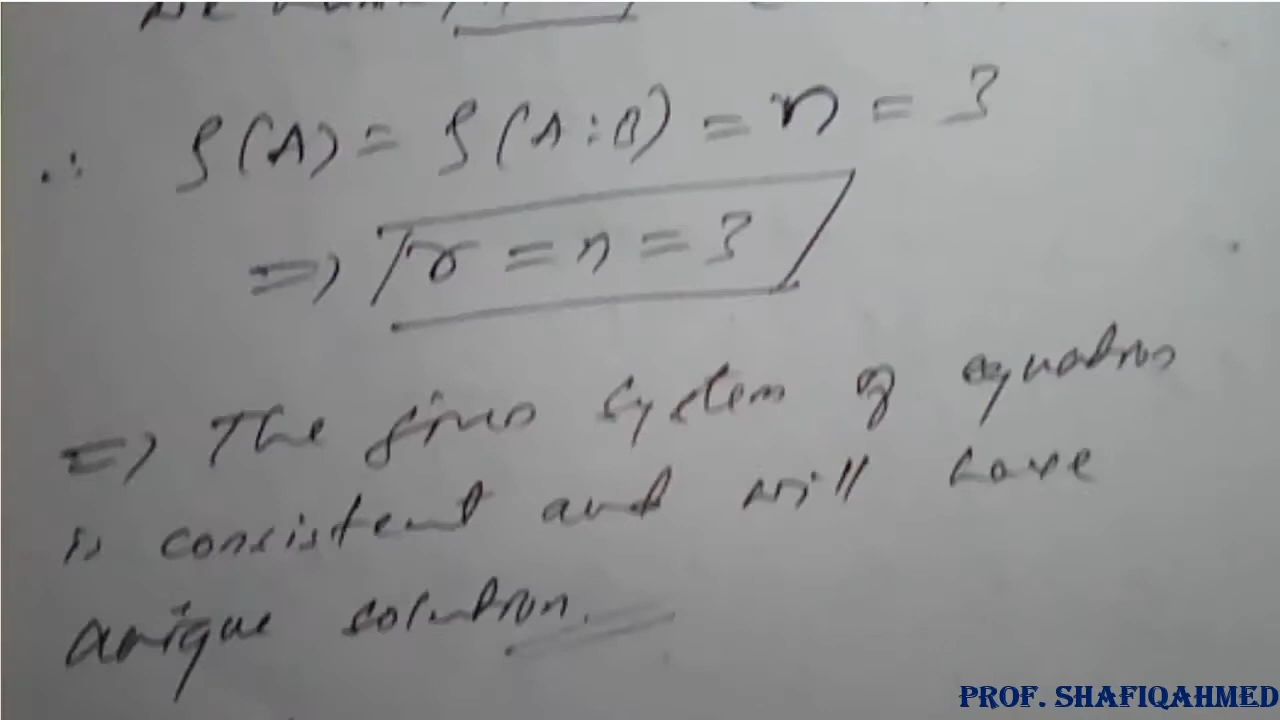 ∴ ρ(A) = ρ(A:B) = n = 3
⇒ r = n = 3
⇒ The given system of equations
is consistent and will have
unique solution.
PROF. SHAFIQAHMED